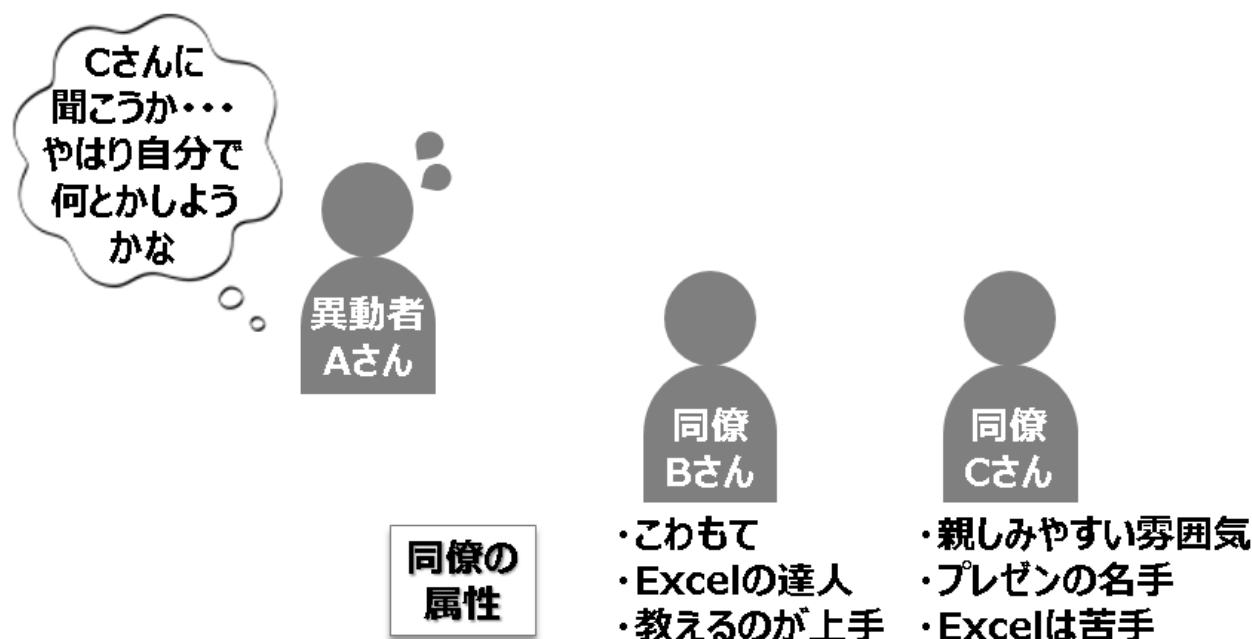 Cさんに
聞こうか・・・
やはり自分で
何とかしよう
かな
異動者
Aさん
同僚
Bさん
同僚
Cさん
同僚の
属性
・こわもて
・Excelの達人
・教えるのが上手
・親しみやすい雰囲気
・プレゼンの名手
・Excelは苦手